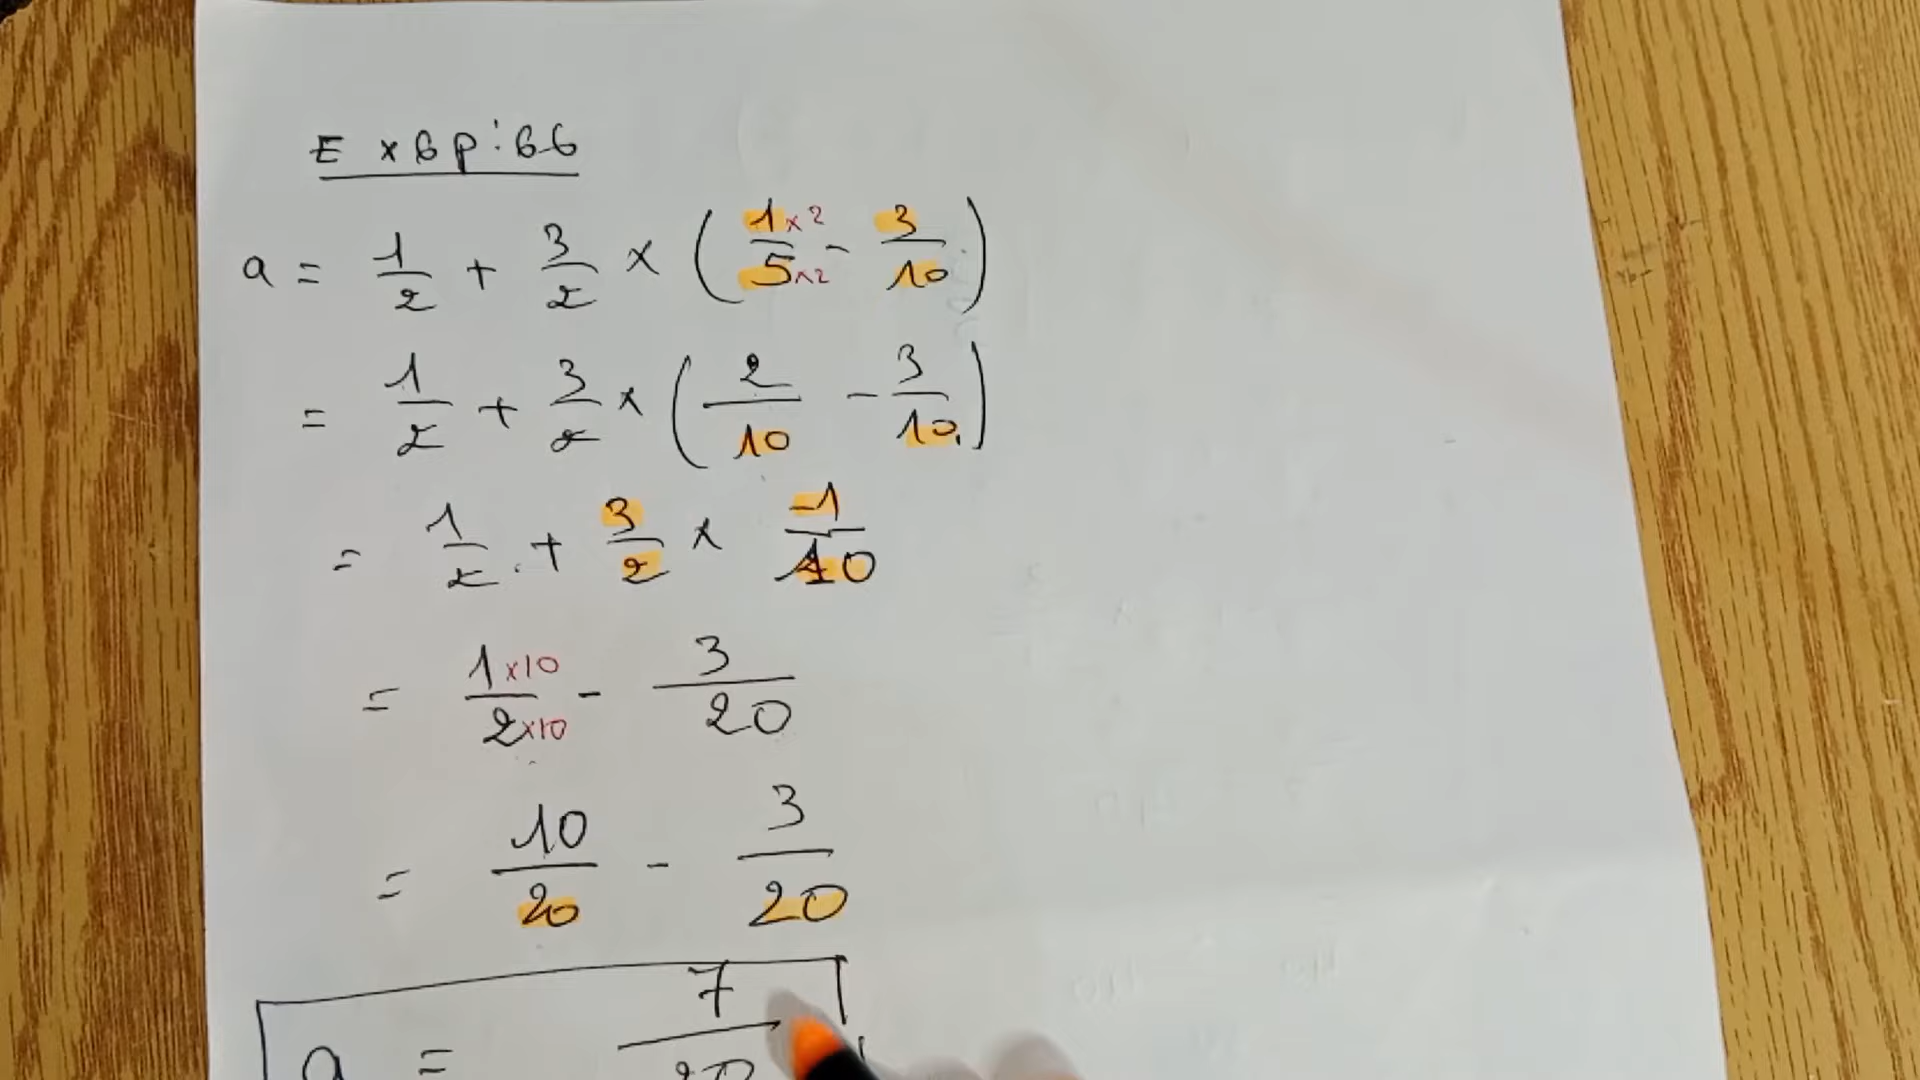 Ex 6 p: 66
a = 1/2 + 3/2 × (1×2/5×2 - 3/10)
= 1/2 + 3/2 × (2/10 - 3/10)
= 1/2 + 3/2 × -1/10
= 1×10/2×10 - 3/20
= 10/20 - 3/20
a = 7/20